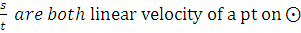 s/t are both linear velocity of a pt on ⊙